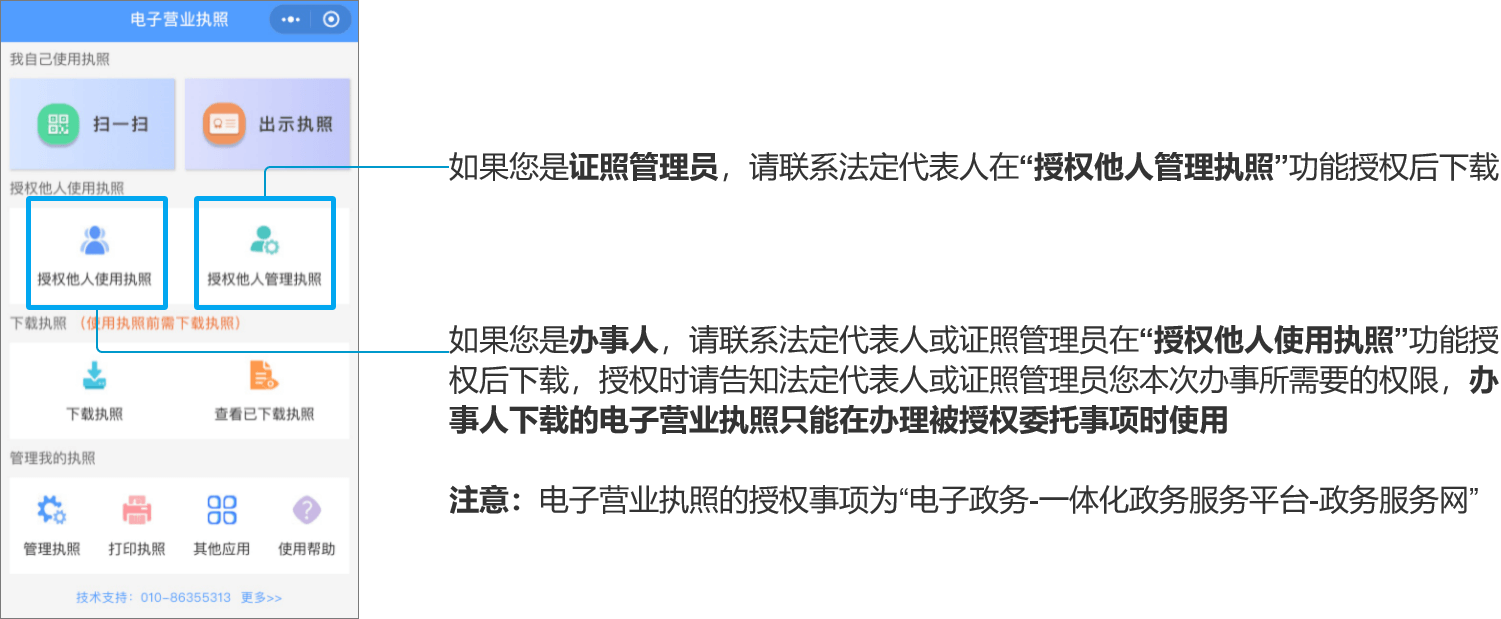 电子营业执照
我自己使用执照
扫一扫
出示执照
授权他人使用执照
授权他人使用执照
授权他人管理执照
下载执照 （使用执照前需下载执照）
下载执照
查看已下载执照
管理我的执照
管理执照
打印执照
其他应用
使用帮助
技术支持：010-86355313 更多>>
如果您是证照管理员，请联系法定代表人在“授权他人管理执照”功能授权后下载
如果您是办事人，请联系法定代表人或证照管理员在“授权他人使用执照”功能授
权后下载，授权时请告知法定代表人或证照管理员您本次办事所需要的权限，办
事人下载的电子营业执照只能在办理被授权委托事项时使用
注意：电子营业执照的授权事项为“电子政务-一体化政务服务平台-政务服务网”